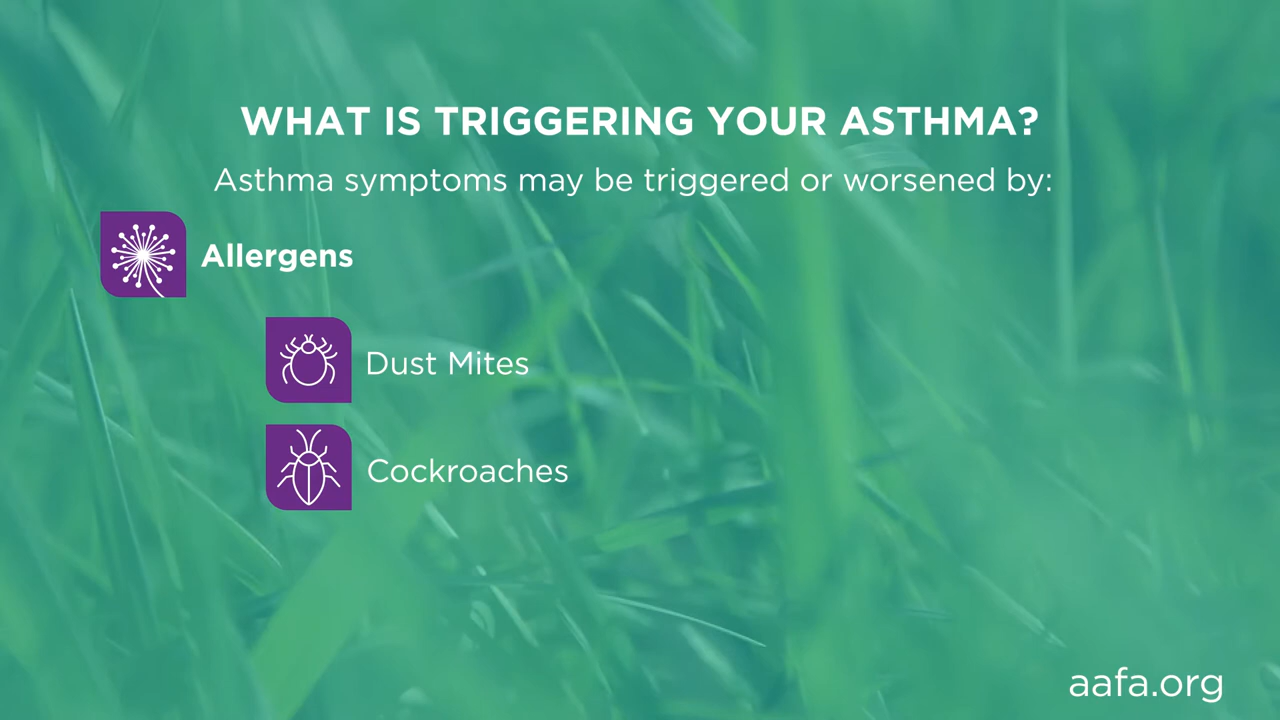 WHAT IS TRIGGERING YOUR ASTHMA?
Asthma symptoms may be triggered or worsened by:
Allergens
Dust Mites
Cockroaches
aafa.org